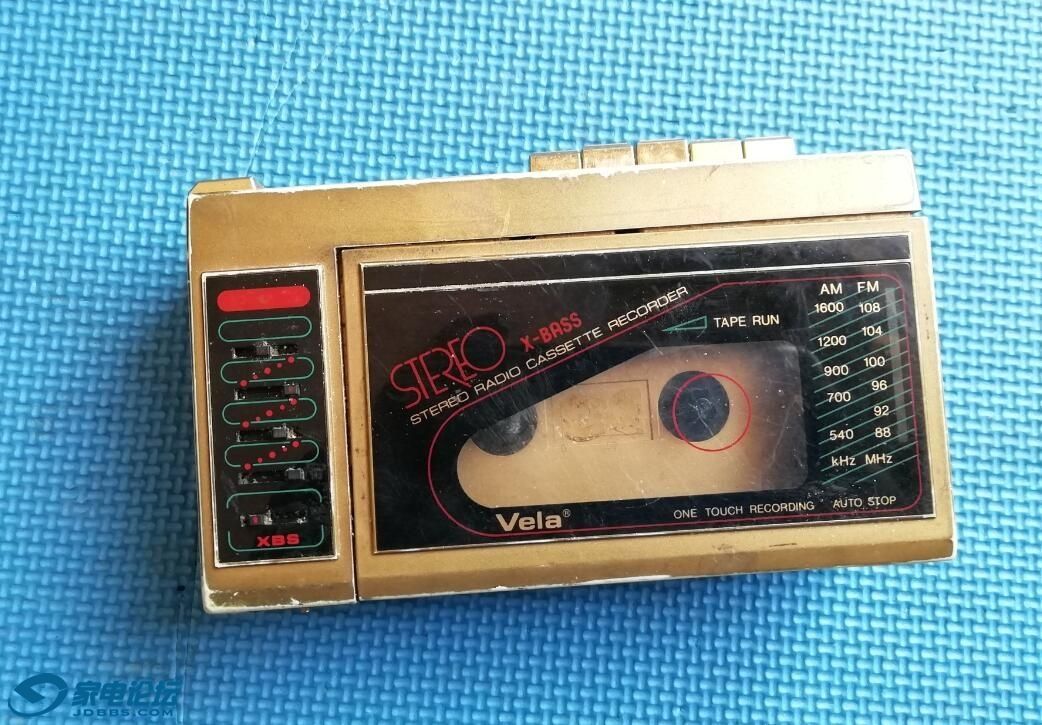 STEREO X-BASS
STEREO RADIO CASSETTE RECORDER
TAPE RUN
AM FM
1600 108
104
1200
100
900
96
700
92
540 88
kHz MHz
Vela®
ONE TOUCH RECORDING
AUTO STOP
XBS
家电论坛
JDBBS.COM